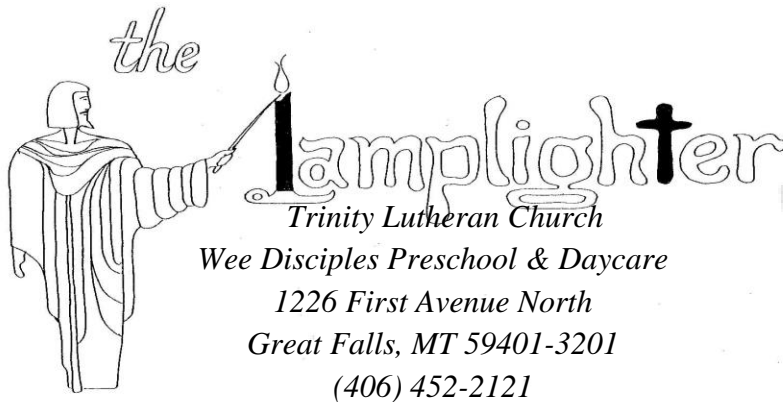 the
Lamplighter
Trinity Lutheran Church
Wee Disciples Preschool & Daycare
1226 First Avenue North
Great Falls, MT 59401-3201
(406) 452-2121